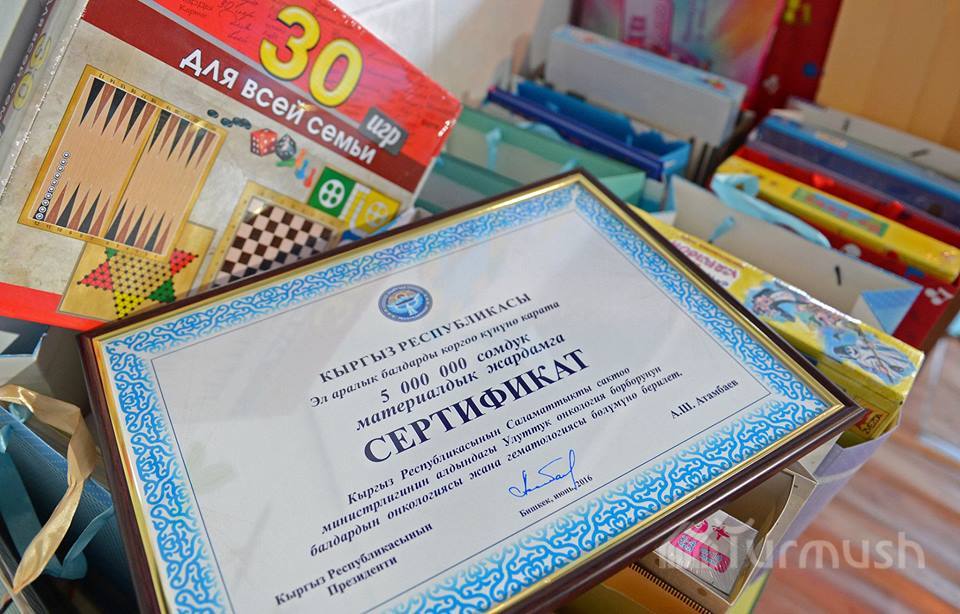 30
игр
ДЛЯ ВСЕЙ СЕМЬИ
КЫРГЫЗ РЕСПУБЛИКАСЫ
Эл аралык балдарды коргоо күнүнө карата
5 000 000 сомдук
материалдык жардамга
СЕРТИФИКАТ
Кыргыз Республикасынын Саламаттыкты сактоо
министрлигинин алдындагы Улуттук онкология борборунун
балдардын онкологиясы жана гематологиясы бөлүмүнө берилет.
Кыргыз Республикасынын
Президенти
А.Ш. Атамбаев
Бишкек, июнь/2016
Turmush